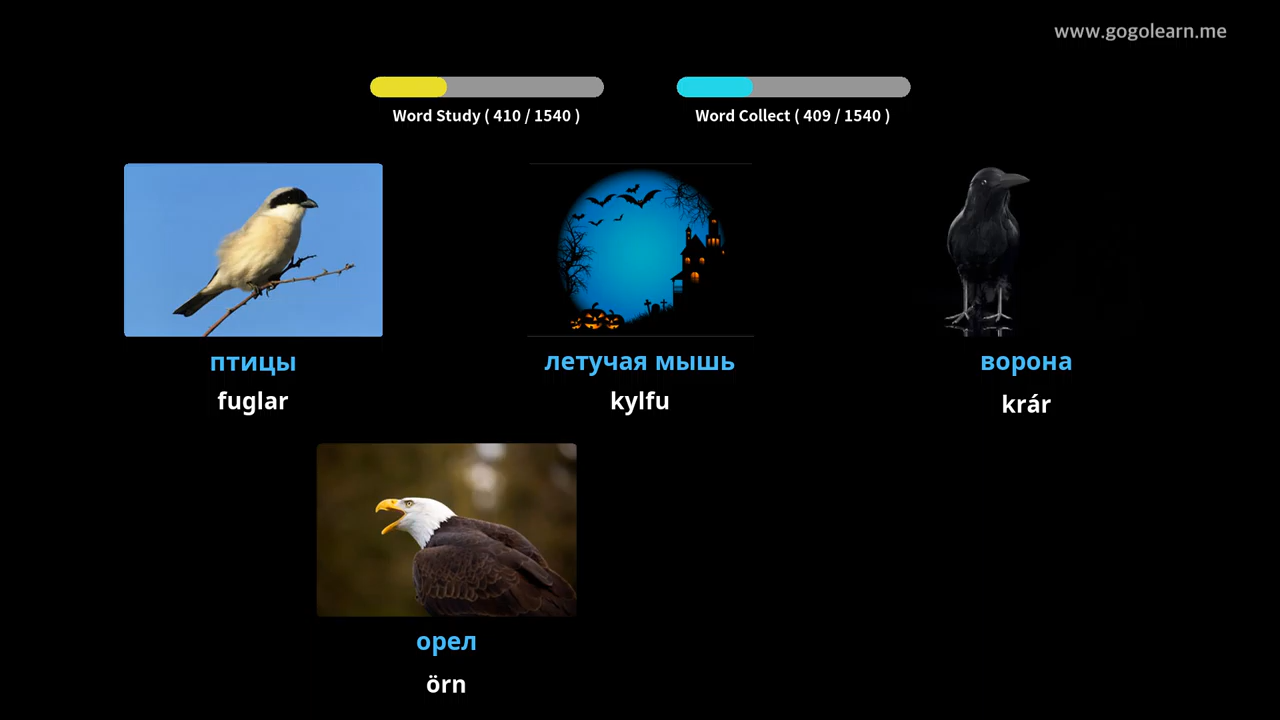 www.gogolearn.me
Word Study ( 410 / 1540 )
Word Collect ( 409 / 1540 )
птицы
летучая мышь
ворона
fuglar
kylfu
krár
орел
örn